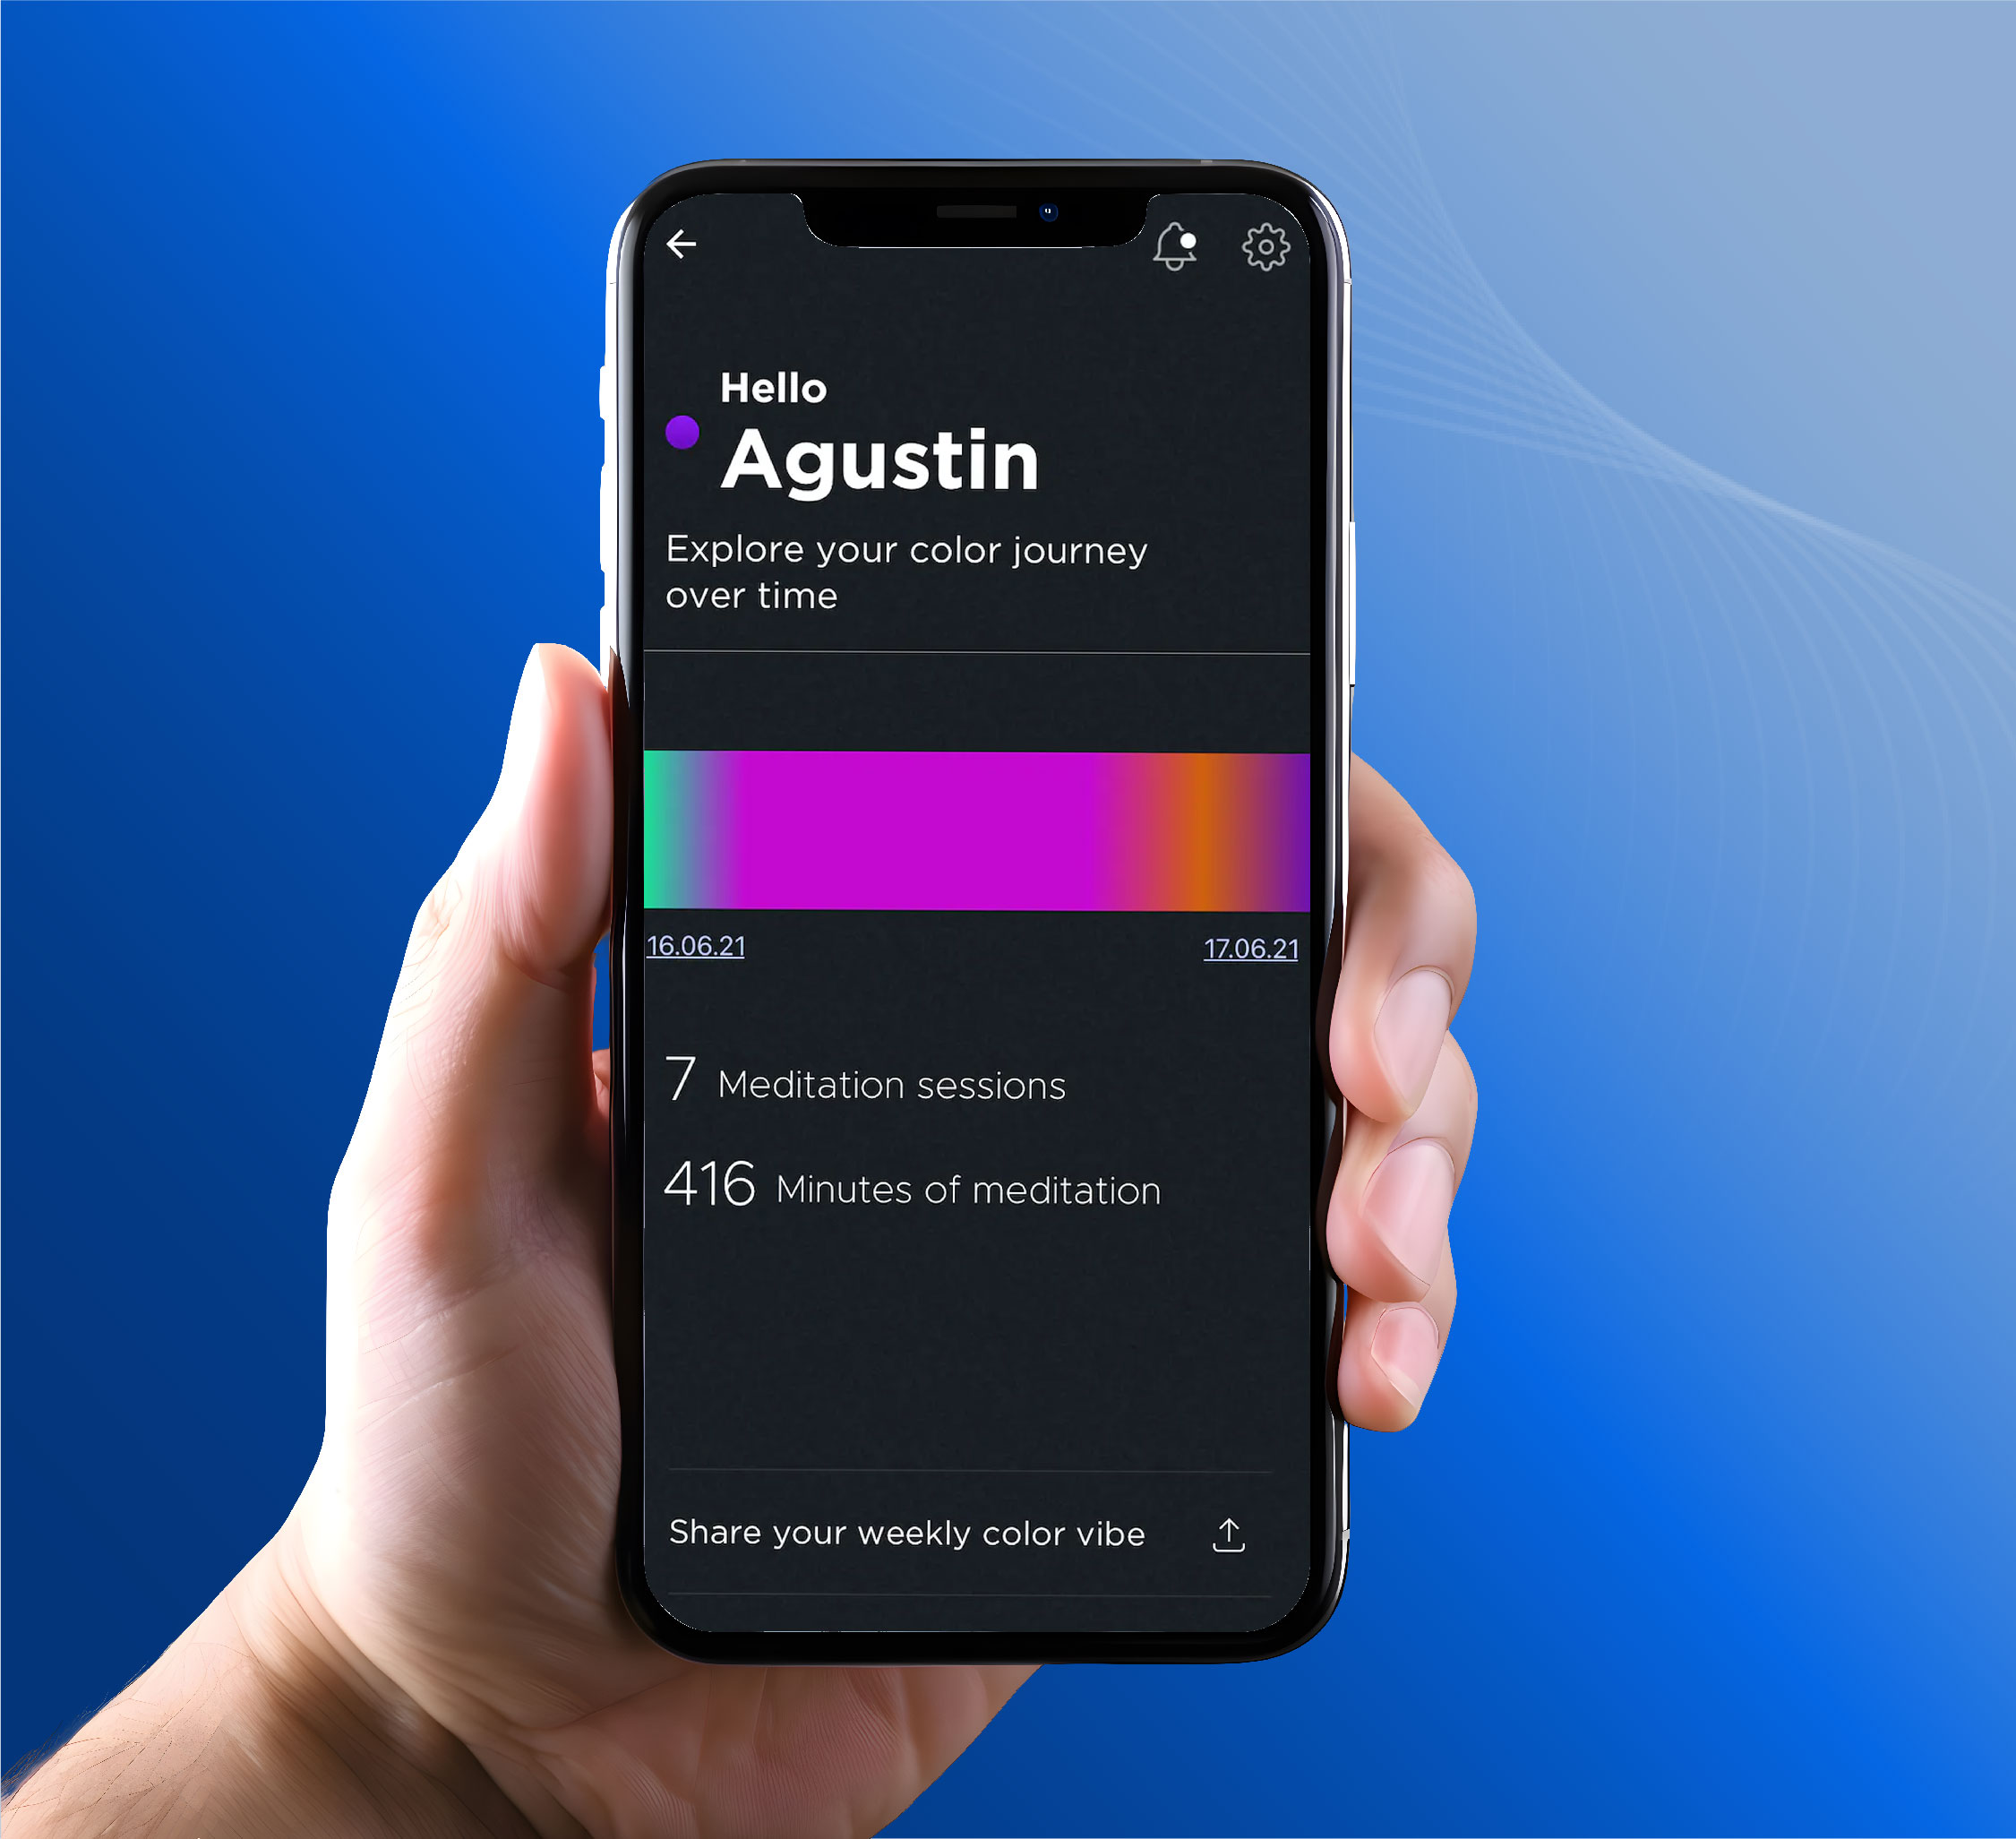 Hello
Agustin
Explore your color journey
over time
16.06.21
17.06.21
7 Meditation sessions
416 Minutes of meditation
Share your weekly color vibe